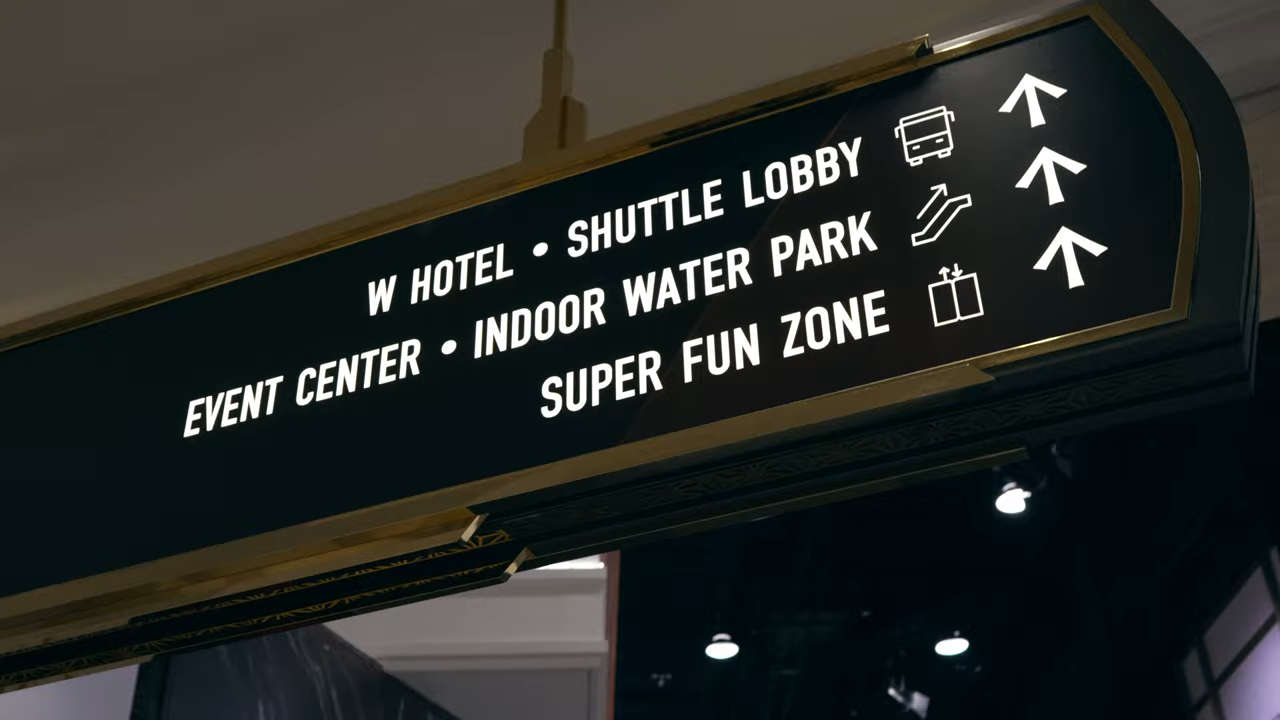 W HOTEL • SHUTTLE LOBBY
EVENT CENTER • INDOOR WATER PARK
SUPER FUN ZONE